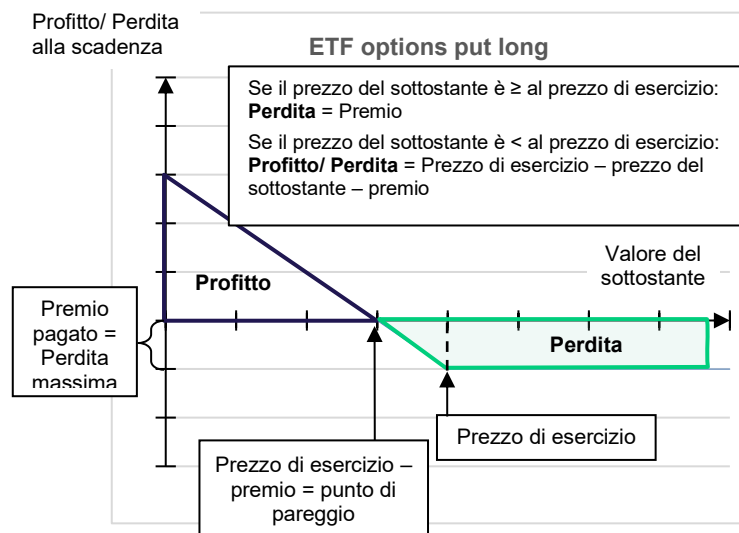 Profitto/ Perdita
alla scadenza
ETF options put long
Se il prezzo del sottostante è ≥ al prezzo di esercizio:
Perdita = Premio
Se il prezzo del sottostante è < al prezzo di esercizio:
Profitto/ Perdita = Prezzo di esercizio – prezzo del
sottostante – premio
Valore del
sottostante
Profitto
Premio
pagato =
Perdita
massima
Perdita
Prezzo di esercizio
Prezzo di esercizio –
premio = punto di
pareggio